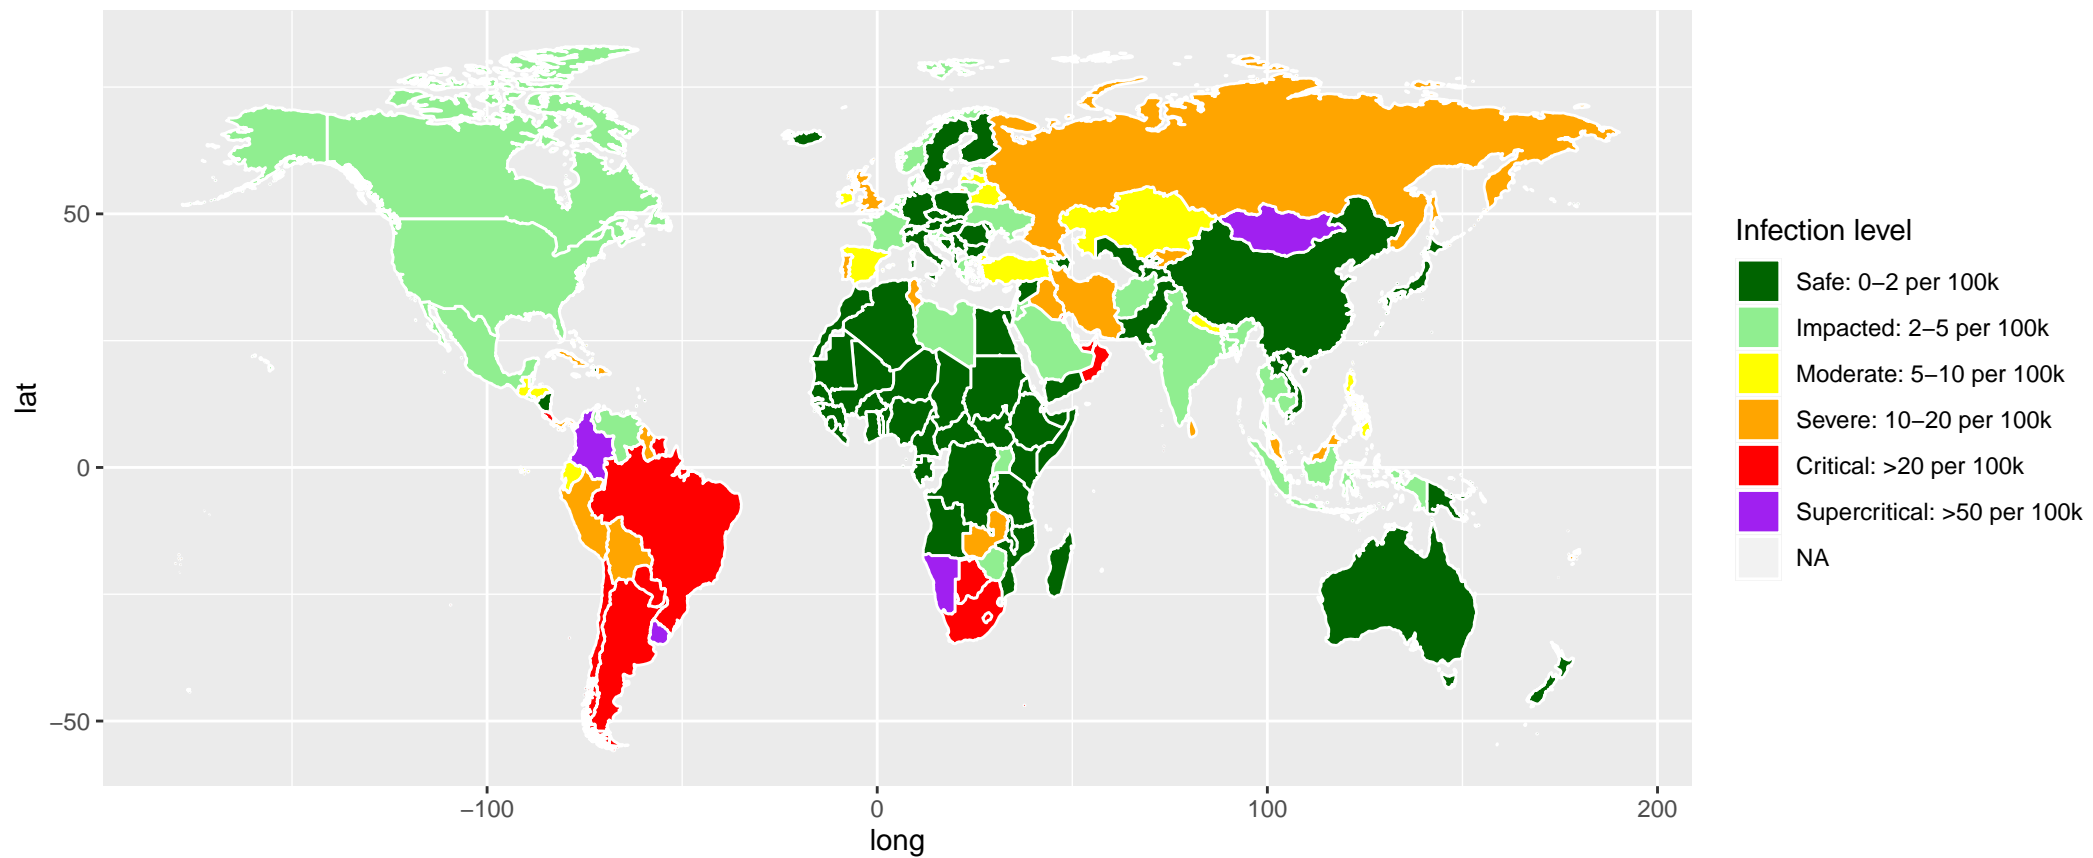 Infection level
Safe: 0–2 per 100k
Impacted: 2–5 per 100k
Moderate: 5–10 per 100k
Severe: 10–20 per 100k
Critical: >20 per 100k
Supercritical: >50 per 100k
NA
lat
50
0
−50
−100
0
100
200
long